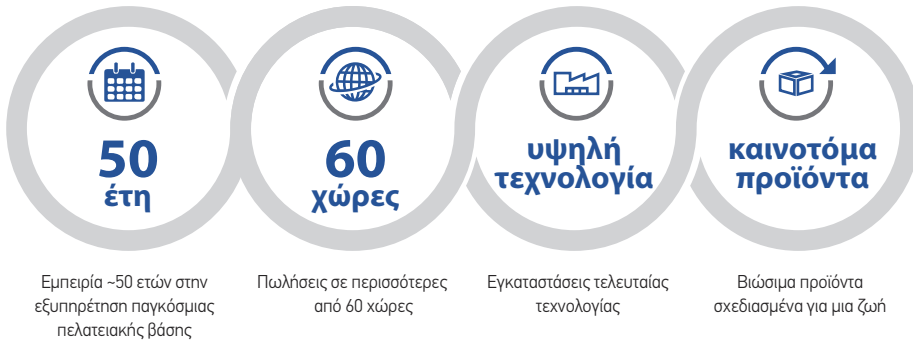 50
έτη
60
χώρες
υψηλή
τεχνολογία
καινοτόμα
προϊόντα
Εμπειρία ~50 ετών στην
εξυπηρέτηση παγκόσμιας
πελατειακής βάσης
Πωλήσεις σε περισσότερες
από 60 χώρες
Εγκαταστάσεις τελευταίας
τεχνολογίας
Βιώσιμα προϊόντα
σχεδιασμένα για μια ζωή